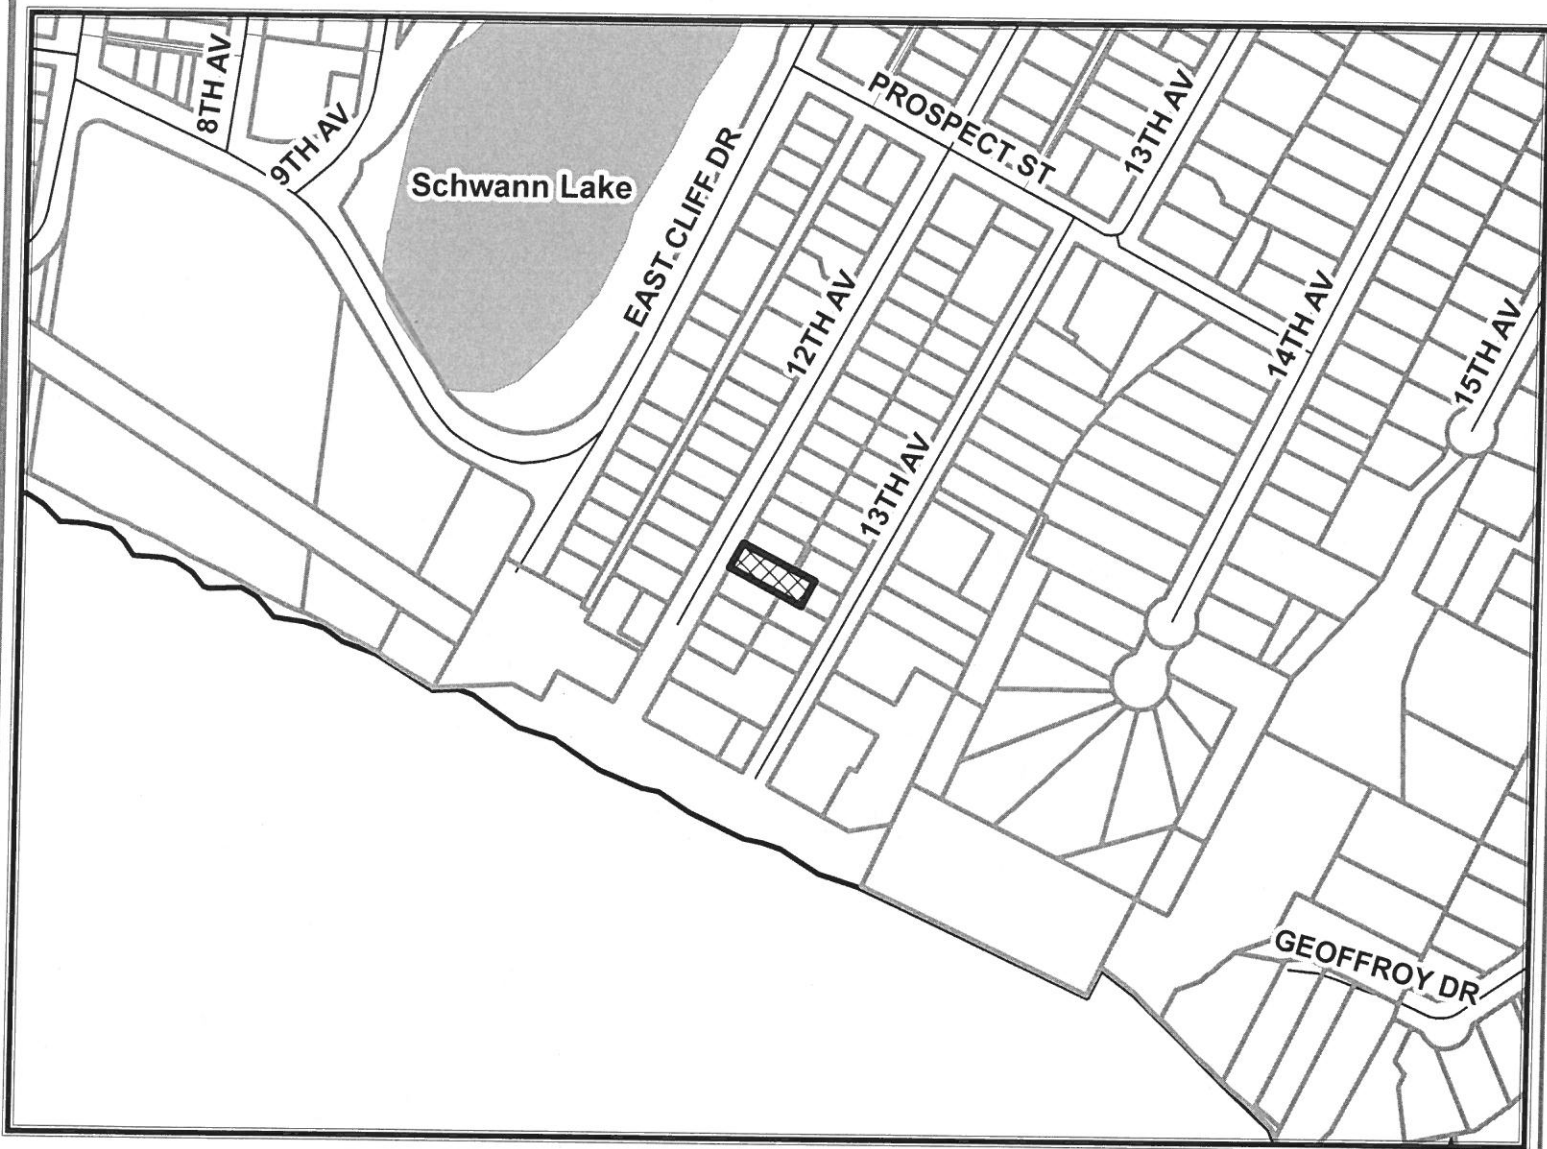 8TH AV
9TH AV
Schwann Lake
EAST CLIFF DR
PROSPECT ST
13TH AV
12TH AV
14TH AV
15TH AV
13TH AV
GEOFFROY DR